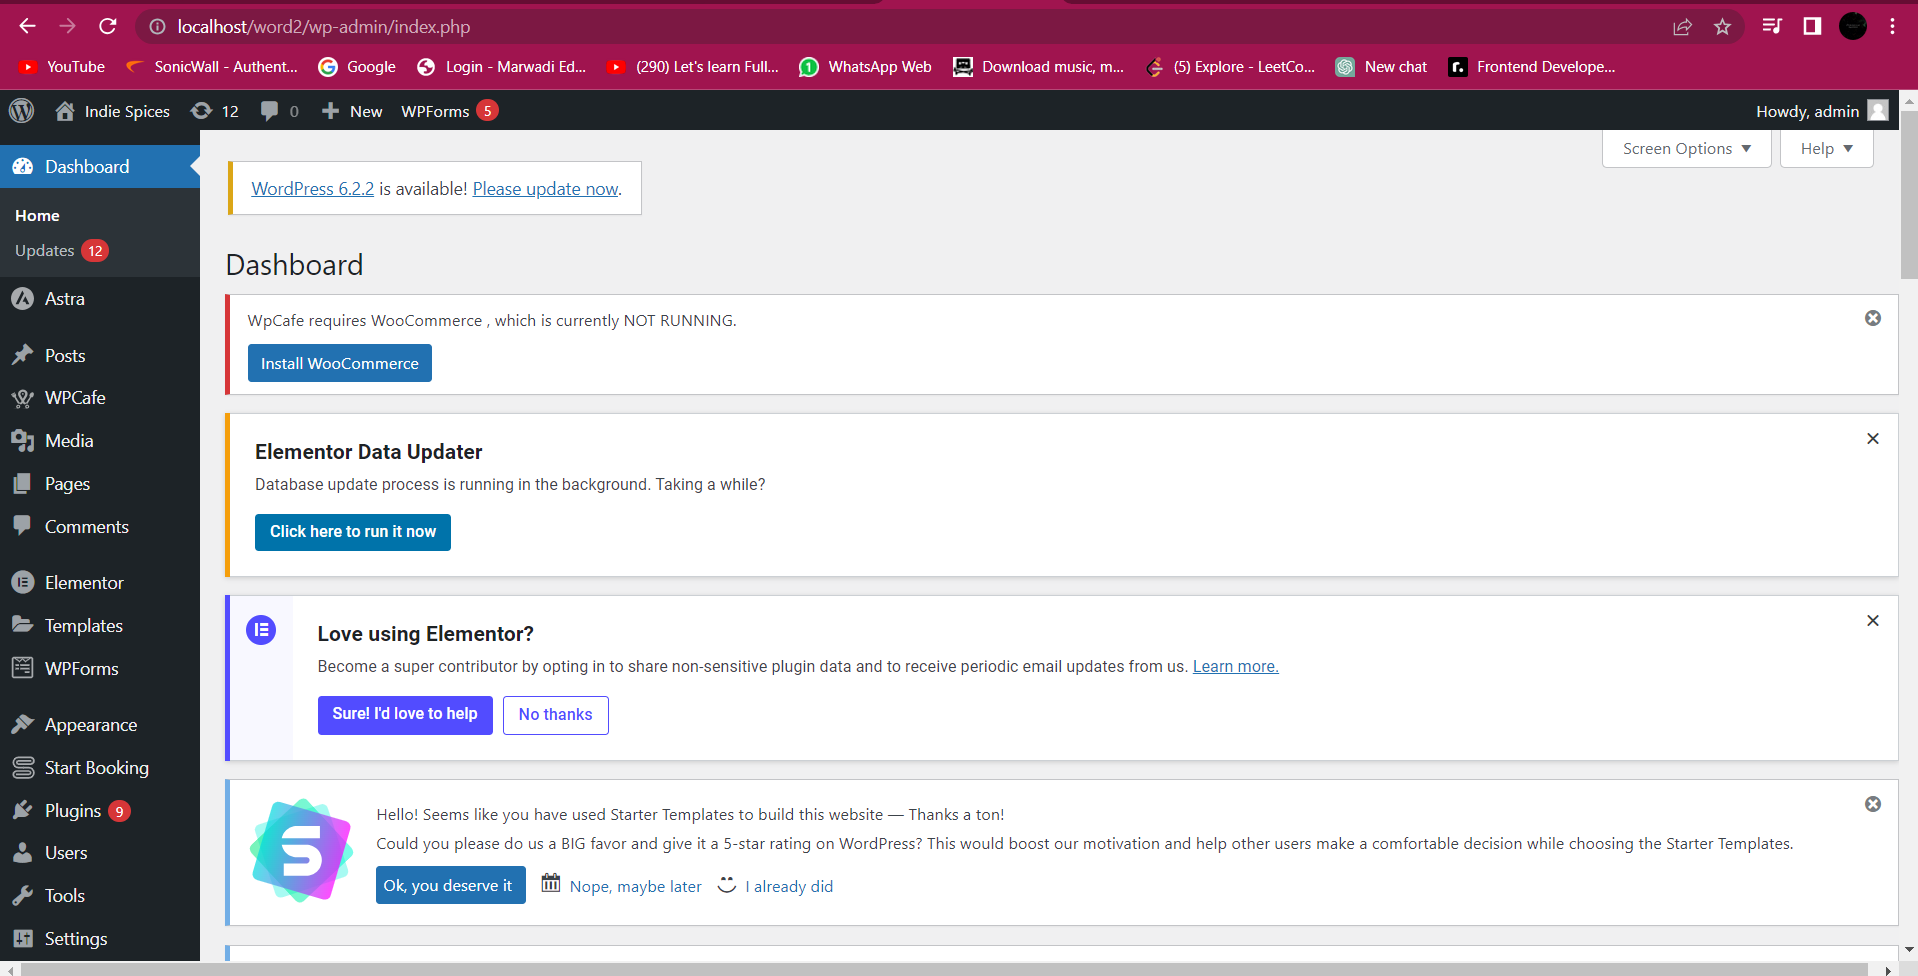 localhost/word2/wp-admin/index.php
YouTube SonicWall - Authent... Google Login - Marwadi Ed... (290) Let's learn Full... WhatsApp Web Download music, m... (5) Explore - LeetCo... New chat Frontend Develope...
Indie Spices 12 0 New WPForms 5 Howdy, admin
Screen Options Help
Dashboard
Home
Updates 12
Astra
Posts
WPCafe
Media
Pages
Comments
Elementor
Templates
WPForms
Appearance
Start Booking
Plugins 9
Users
Tools
Settings
WordPress 6.2.2 is available! Please update now.
Dashboard
WpCafe requires WooCommerce , which is currently NOT RUNNING.
Install WooCommerce
Elementor Data Updater
Database update process is running in the background. Taking a while?
Click here to run it now
Love using Elementor?
Become a super contributor by opting in to share non-sensitive plugin data and to receive periodic email updates from us. Learn more.
Sure! I'd love to help No thanks
Hello! Seems like you have used Starter Templates to build this website — Thanks a ton!
Could you please do us a BIG favor and give it a 5-star rating on WordPress? This would boost our motivation and help other users make a comfortable decision while choosing the Starter Templates.
Ok, you deserve it Nope, maybe later I already did